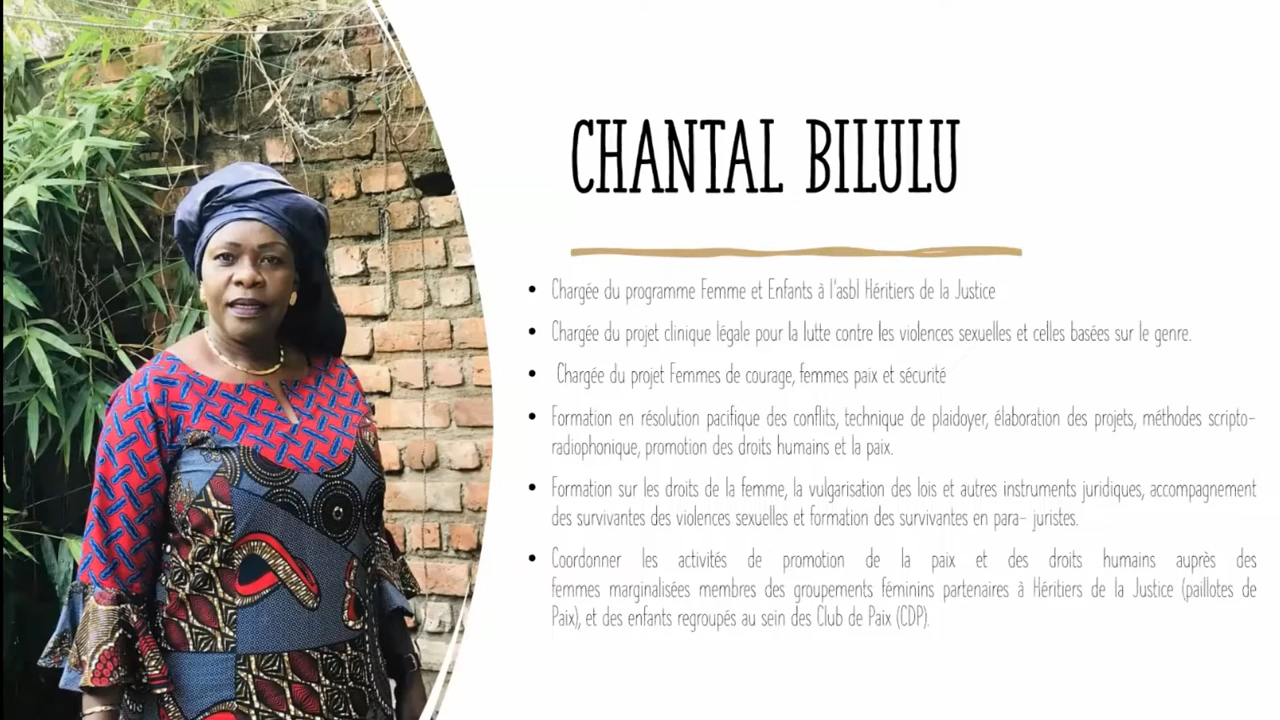 CHANTAL BILULU
• Chargée du programme Femme et Enfants à l'asbl Héritiers de la Justice
• Chargée du projet clinique légale pour la lutte contre les violences sexuelles et celles basées sur le genre.
• Chargée du projet Femmes de courage, femmes paix et sécurité
• Formation en résolution pacifique des conflits, technique de plaidoyer, élaboration des projets, méthodes scripto-
radiophonique, promotion des droits humains et la paix.
• Formation sur les droits de la femme, la vulgarisation des lois et autres instruments juridiques, accompagnement
des survivantes des violences sexuelles et formation des survivantes en para- juristes.
• Coordonner les activités de promotion de la paix et des droits humains auprès des
femmes marginalisées membres des groupements féminins partenaires à Héritiers de la Justice (paillotes de
Paix), et des enfants regroupés au sein des Club de Paix (CDP).